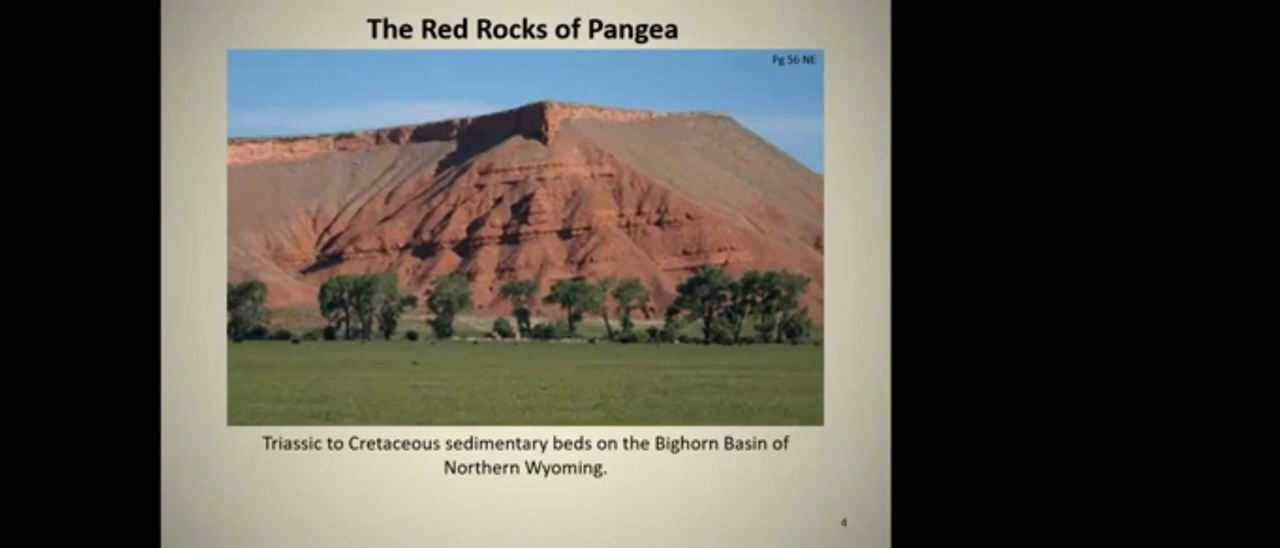 The Red Rocks of Pangea
Pg 56 NE
Triassic to Cretaceous sedimentary beds on the Bighorn Basin of
Northern Wyoming.
4